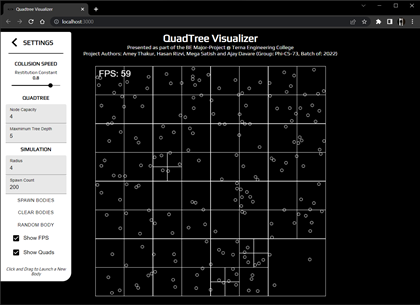 QuadTree Visualizer
localhost:3000
QuadTree Visualizer
Presented as part of the BE Major-Project @ Terna Engineering College
Project Authors: Amey Thakur, Hasan Rizvi, Mega Satish and Ajay Davare (Group: PN-CS-73, Batch of: 2022)
SETTINGS
COLLISION SPEED
Restitution Constant
0.8
QUADTREE
Node Capacity
4
Maximum Tree Depth
5
SIMULATION
Radius
4
Spawn Count
200
SPAWN BODIES
CLEAR BODIES
RANDOM BODY
Show FPS
Show Quads
Click and Drag to Launch a New
Body
FPS: 59